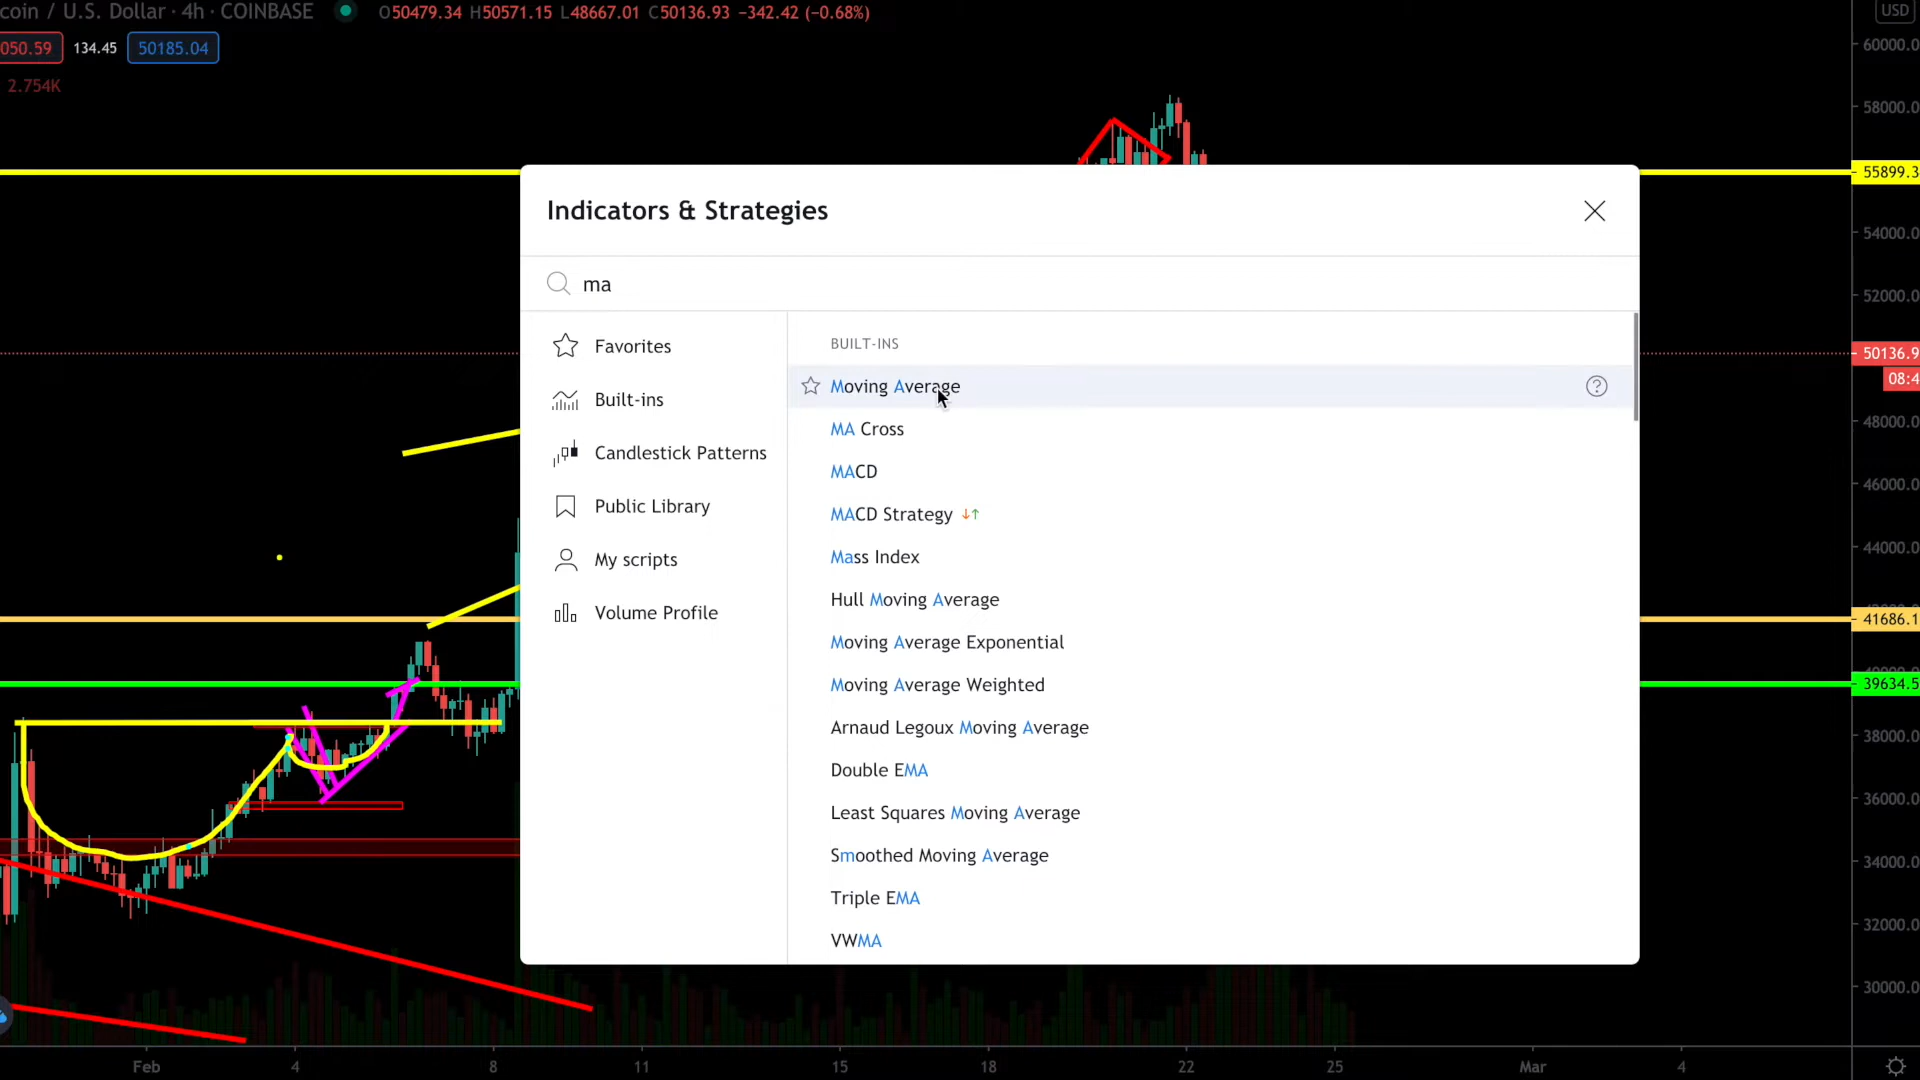 coin / U.S. Dollar · 4h · COINBASE O50479.34 H50571.15 L48667.01 C50136.93 −342.42 (−0.68%)
USD
050.59 134.45 50185.04
2.754K
60000.0
58000.0
55899.3
54000.0
52000.0
50136.9
08:4
48000.0
46000.0
44000.0
41686.1
39634.5
38000.0
36000.0
34000.0
32000.0
30000.0
Indicators & Strategies
ma
Favorites
Built-ins
Candlestick Patterns
Public Library
My scripts
Volume Profile
BUILT-INS
Moving Average
MA Cross
MACD
MACD Strategy
Mass Index
Hull Moving Average
Moving Average Exponential
Moving Average Weighted
Arnaud Legoux Moving Average
Double EMA
Least Squares Moving Average
Smoothed Moving Average
Triple EMA
VWMA
Feb 4 8 11 15 18 22 25 Mar 4